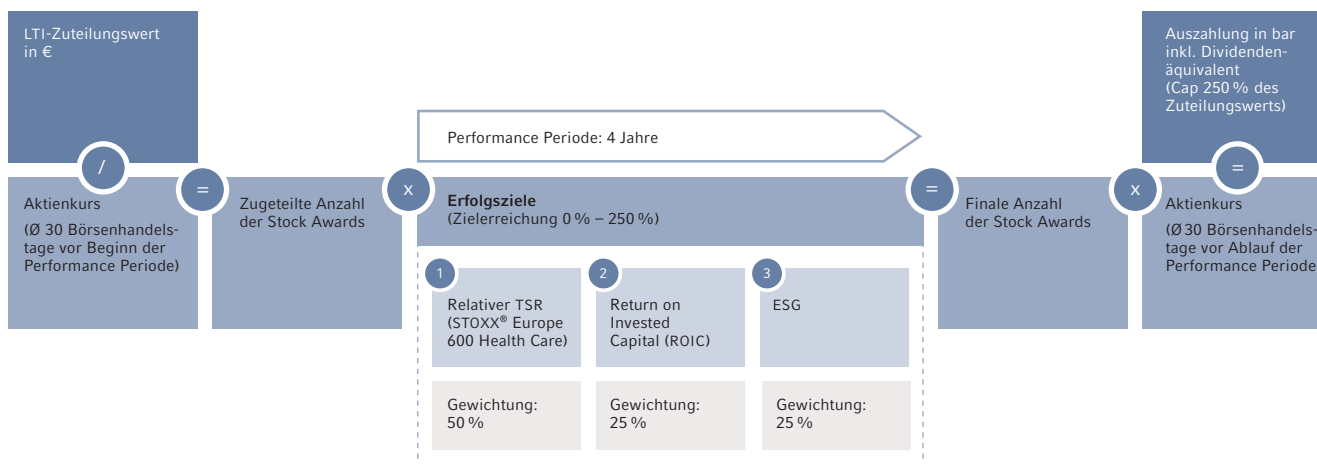 LTI-Zuteilungswert
in €
/
Aktienkurs
(Ø 30 Börsenhandels-
tage vor Beginn der
Performance Periode)
=
Zugeteilte Anzahl
der Stock Awards
x
Performance Periode: 4 Jahre
Erfolgsziele
(Zielerreichung 0 % – 250 %)
1
Relativer TSR
(STOXX® Europe
600 Health Care)
Gewichtung:
50 %
2
Return on
Invested
Capital (ROIC)
Gewichtung:
25 %
3
ESG
Gewichtung:
25 %
=
Finale Anzahl
der Stock Awards
x
Aktienkurs
(Ø 30 Börsenhandels-
tage vor Ablauf der
Performance Periode
=
Auszahlung in bar
inkl. Dividenden-
äquivalent
(Cap 250 % des
Zuteilungswerts)